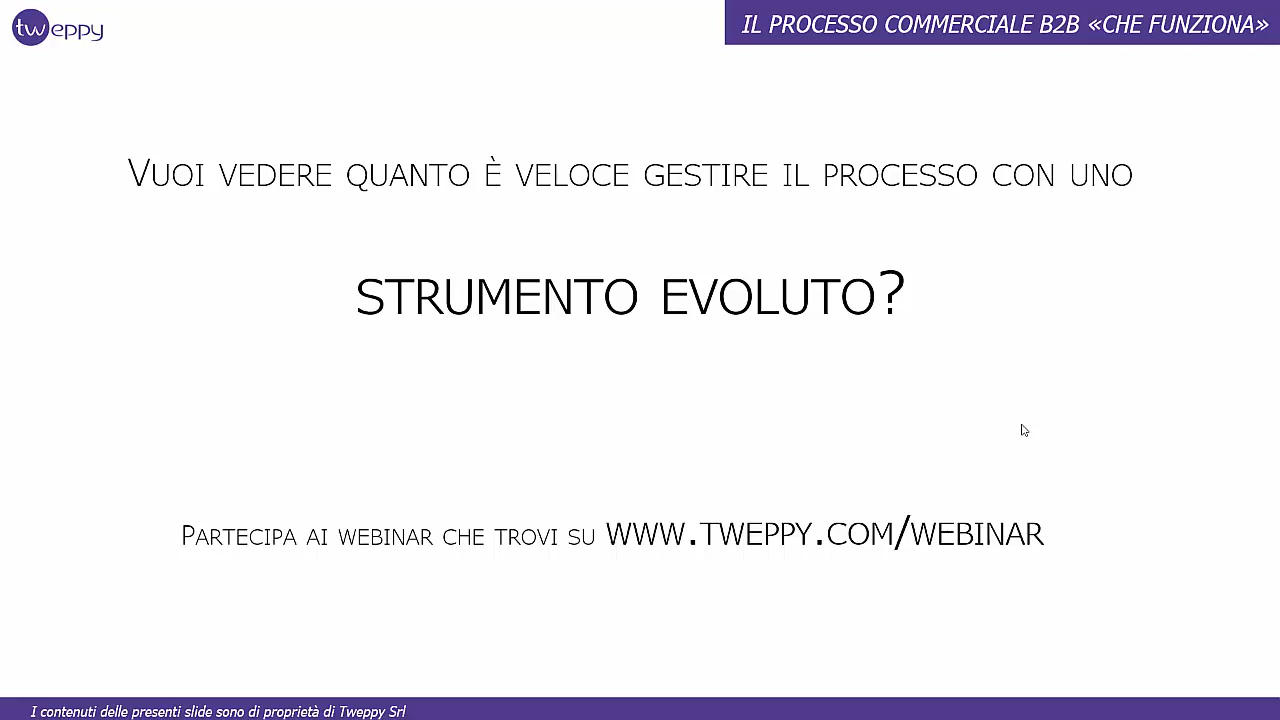 tweppy
IL PROCESSO COMMERCIALE B2B «CHE FUNZIONA»
VUOI VEDERE QUANTO È VELOCE GESTIRE IL PROCESSO CON UNO
STRUMENTO EVOLUTO?
PARTECIPA AI WEBINAR CHE TROVI SU WWW.TWEPPY.COM/WEBINAR
I contenuti delle presenti slide sono di proprietà di Tweppy Srl